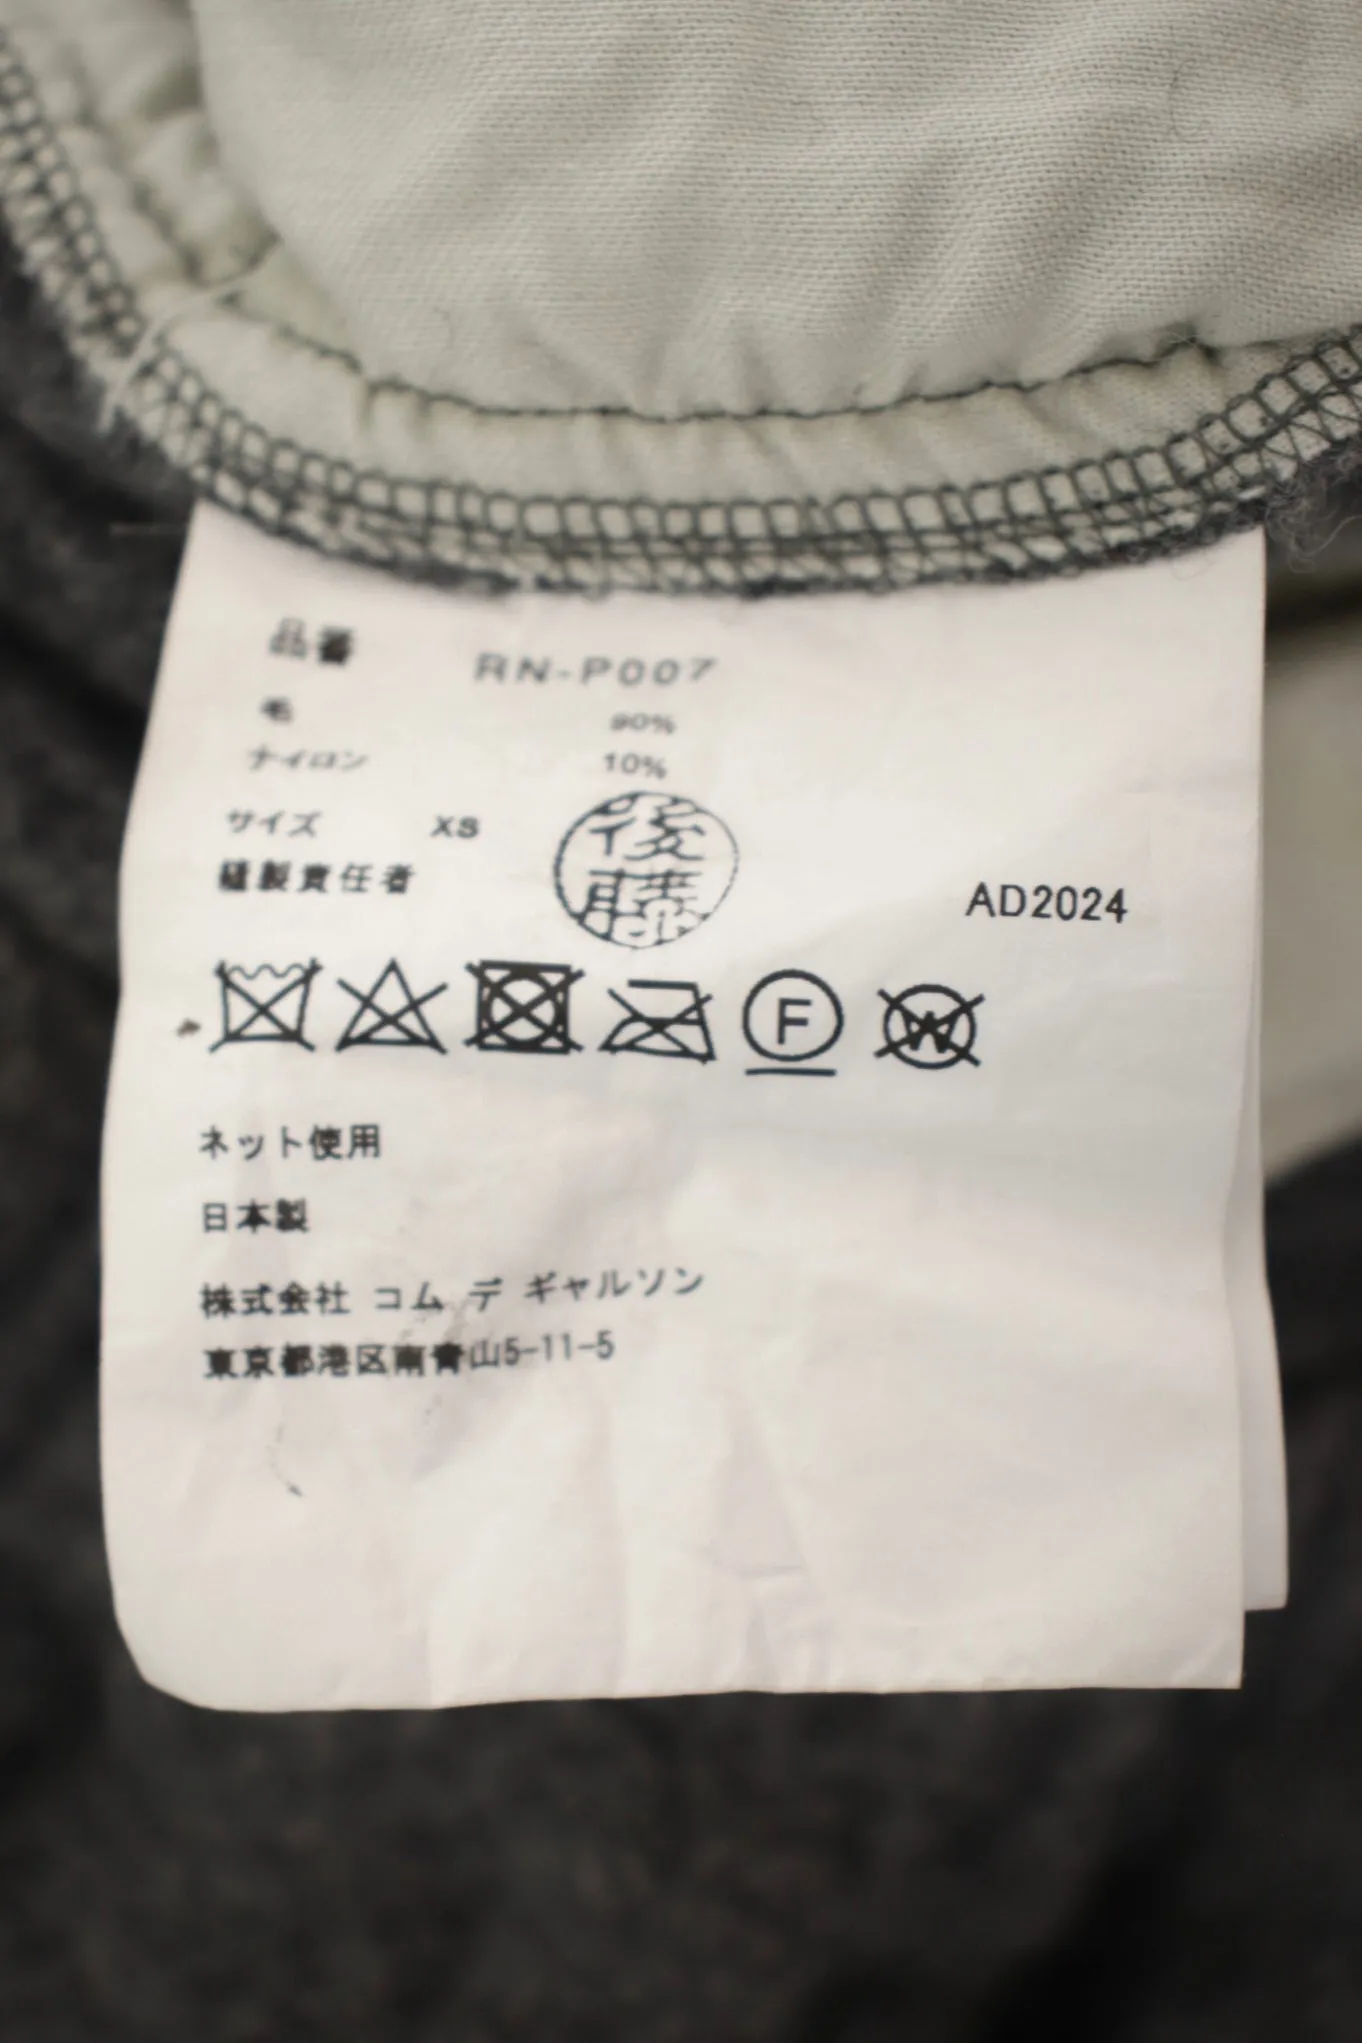 品番 RN-P007
毛 90%
ナイロン 10%
サイズ XS
縫製責任者 後藤
AD2024
F W
ネット使用
日本製
株式会社 コム デ ギャルソン
東京都港区南青山5-11-5